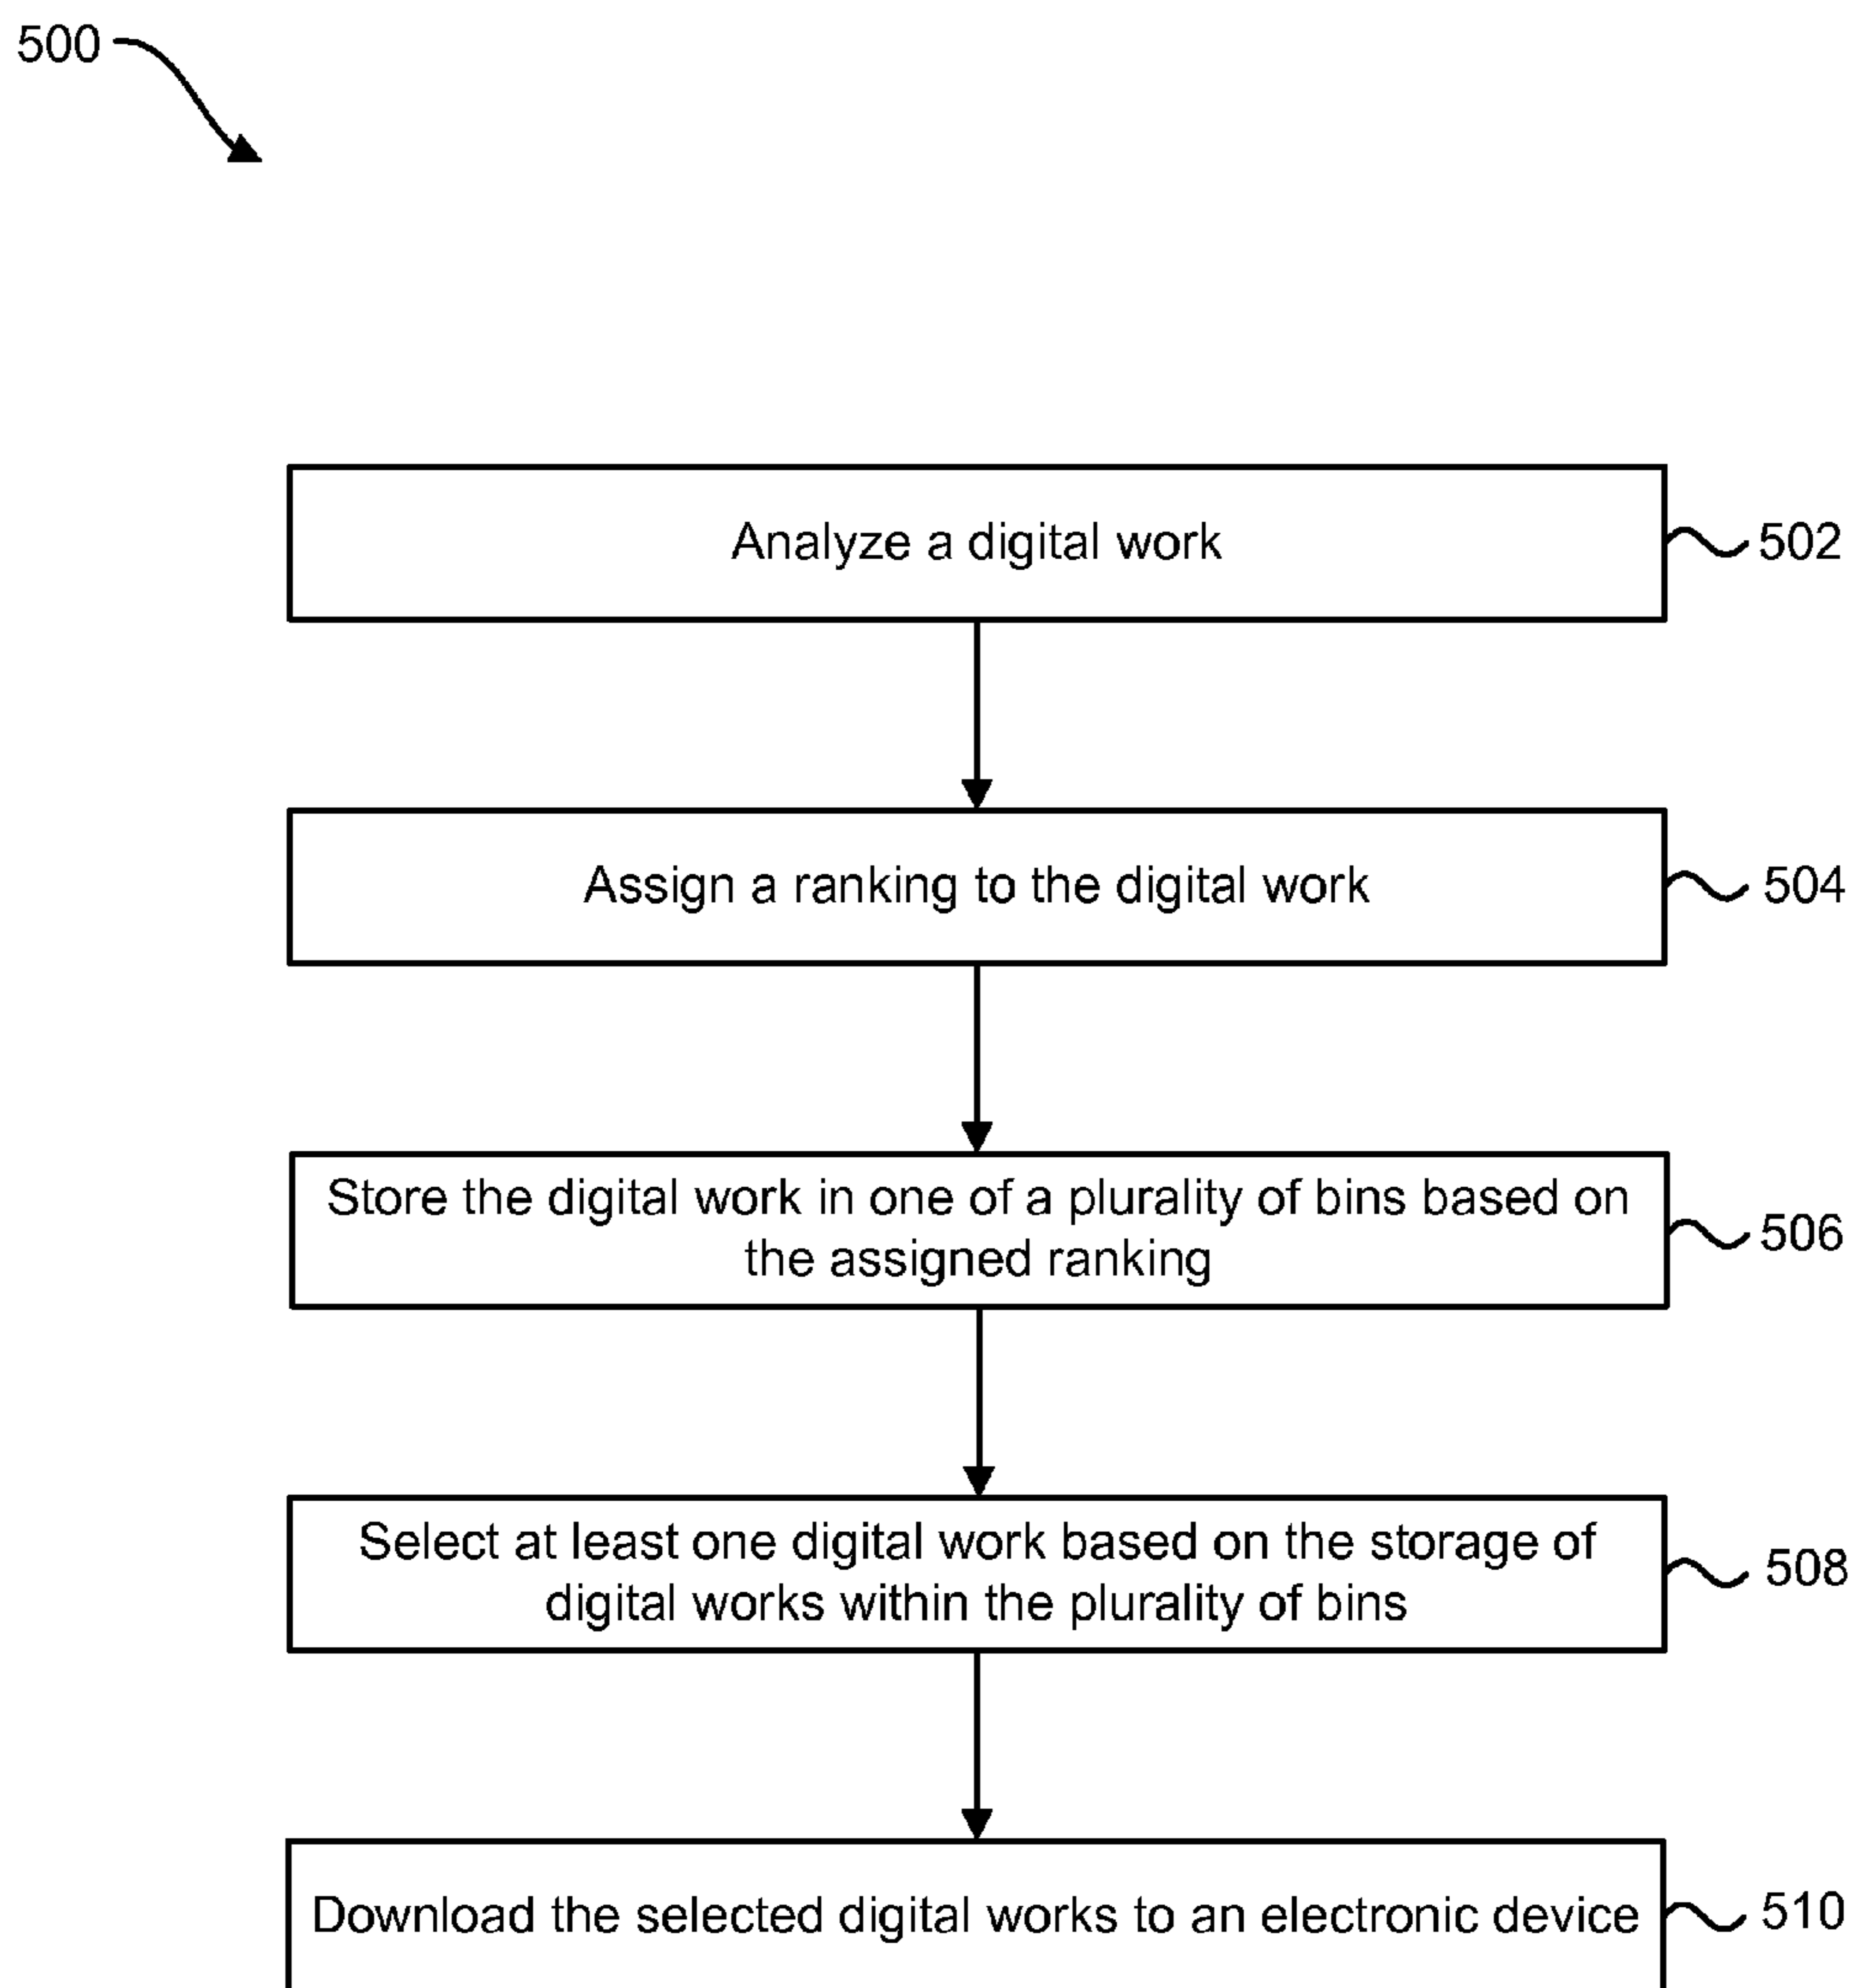 500
Analyze a digital work
502
Assign a ranking to the digital work
504
Store the digital work in one of a plurality of bins based on
the assigned ranking
506
Select at least one digital work based on the storage of
digital works within the plurality of bins
508
Download the selected digital works to an electronic device
510